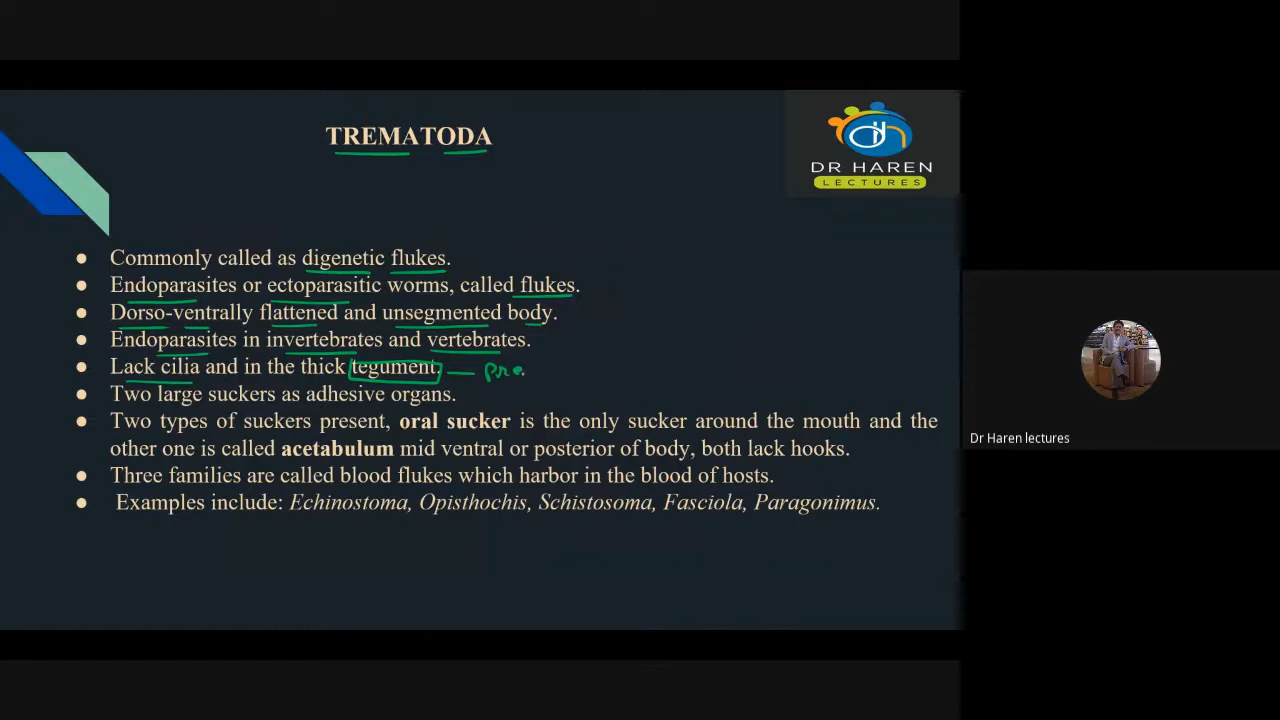 TREMATODA
DR HAREN
LECTURES
Commonly called as digenetic flukes.
Endoparasites or ectoparasitic worms, called flukes.
Dorso-ventrally flattened and unsegmented body.
Endoparasites in invertebrates and vertebrates.
Lack cilia and in the thick tegument. — pro
Two large suckers as adhesive organs.
Two types of suckers present, oral sucker is the only sucker around the mouth and the
other one is called acetabulum mid ventral or posterior of body, both lack hooks.
Three families are called blood flukes which harbor in the blood of hosts.
Examples include: Echinostoma, Opisthochis, Schistosoma, Fasciola, Paragonimus.
Dr Haren lectures